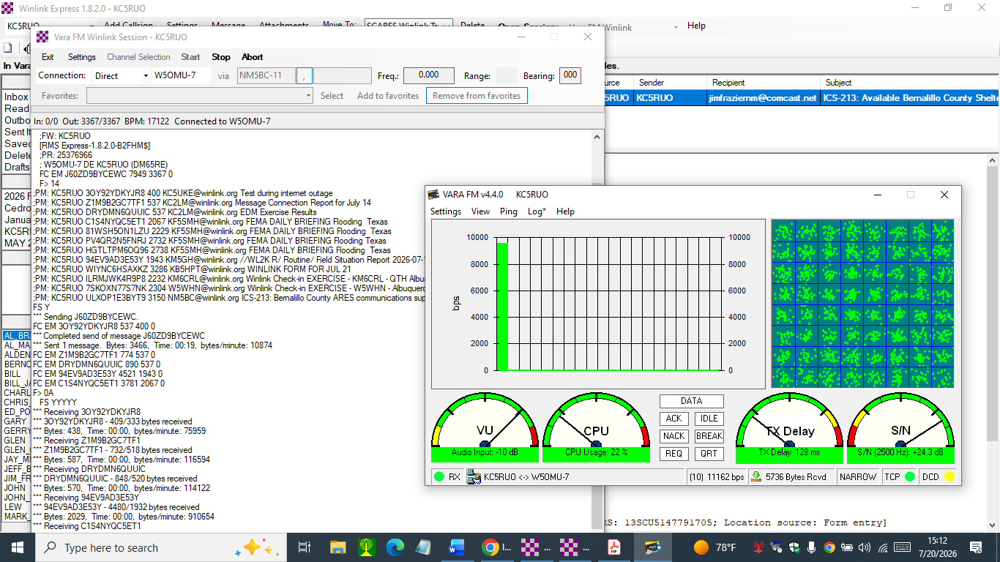 Winlink Express 1.8.2.0 - KC5RUO
KC5RUO Add Callsign Settings Message Attachments Move To: SCARES Winlink Tr Delete Open Session: Vara FM Winlink Help
Vara FM Winlink Session - KC5RUO
Exit Settings Channel Selection Start Stop Abort
In Vara
Connection: Direct W5OMU-7 via NM5BC-11 , Freq.: 0.000 Range: Bearing: 000
Favorites: Select Add to favorites Remove from favorites
In: 0/0 Out: 3367/3367 BPM: 17122 Connected to W5OMU-7
les.
urce Sender Recipient Subject
5RUO KC5RUO jimfraziernm@comcast.net ICS-213: Available Bernalillo County Shelte
Inbox
Read
Outbo
Sent It
Saved
Delete
Drafts
2026 F
Cedro
Janua
KC5RU
MAY 2
AL_BR
AL_MA
ALDEN
BERNO
BILL
BILL_JA
CHARL
CHRIS_
ED_PO
GARY
GERRY
GLEN
GLEN_
JAY_MI
JEFF_B
JIM_FR
JOHN
JOHN_
LEW
MARK_
;FW: KC5RUO
[RMS Express-1.8.2.0-B2FHM$]
;PR: 25376966
; W5OMU-7 DE KC5RUO (DM65RE)
FC EM J60ZD9BYCEWC 7949 3367 0
F> 14
;PM: KC5RUO 3OY92YDKYJR8 400 KC5UKE@winlink.org Test during internet outage
;PM: KC5RUO Z1M9B2GC7TF1 537 KC2LM@winlink.org Message Connection Report for July 14
;PM: KC5RUO DRYDMN6QUUIC 537 KC2LM@winlink.org EDM Exercise Results
;PM: KC5RUO C1S4NYQC5ET1 2067 KF5SMH@winlink.org FEMA DAILY BRIEFING Flooding Texas
;PM: KC5RUO 81WSH5ON1LZU 2229 KF5SMH@winlink.org FEMA DAILY BRIEFING Flooding Texas
;PM: KC5RUO PV4QR2N5FNRJ 2732 KF5SMH@winlink.org FEMA DAILY BRIEFING Flooding Texas
;PM: KC5RUO HGTLTPM6OQ96 2738 KF5SMH@winlink.org FEMA DAILY BRIEFING Flooding Texas
;PM: KC5RUO 94EV9AD3E53Y 1943 KM5GH@winlink.org //WL2K R/ Routine/ Field Situation Report 2026-07-
;PM: KC5RUO WIYNC6HSAXKZ 3286 KB5HPT@winlink.org WINLINK FORM FOR JUL 21
;PM: KC5RUO ILRMJWK4R9P8 2232 KM6CRL@winlink.org Winlink Check-in EXERCISE - KM6CRL - QTH Albu
;PM: KC5RUO 7SKOXN77S7NK 2304 W5WHN@winlink.org Winlink Check-in EXERCISE - W5WHN - Albuquerc
;PM: KC5RUO ULXOP1E3BYT9 3150 NM5BC@winlink.org ICS-213: Bernalillo County ARES communications sup
FS Y
*** Sending J60ZD9BYCEWC.
FC EM 3OY92YDKYJR8 537 400 0
*** Completed send of message J60ZD9BYCEWC
*** Sent 1 message. Bytes: 3466, Time: 00:19, bytes/minute: 10874
FC EM Z1M9B2GC7TF1 774 537 0
FC EM DRYDMN6QUUIC 890 537 0
FC EM 94EV9AD3E53Y 4521 1943 0
FC EM C1S4NYQC5ET1 3781 2067 0
F> 0A
FS YYYYY
*** Receiving 3OY92YDKYJR8
*** 3OY92YDKYJR8 - 409/333 bytes received
*** Bytes: 438, Time: 00:00, bytes/minute: 75959
*** Receiving Z1M9B2GC7TF1
*** Z1M9B2GC7TF1 - 732/518 bytes received
*** Bytes: 587, Time: 00:00, bytes/minute: 116594
*** Receiving DRYDMN6QUUIC
*** DRYDMN6QUUIC - 848/520 bytes received
*** Bytes: 570, Time: 00:00, bytes/minute: 114122
*** Receiving 94EV9AD3E53Y
*** 94EV9AD3E53Y - 4480/1932 bytes received
*** Bytes: 2029, Time: 00:00, bytes/minute: 910654
*** Receiving C1S4NYQC5ET1
VARA FM v4.4.0 KC5RUO
Settings View Ping Log* Help
10000 10000
8000 8000
6000 6000
bps
4000 4000
2000 2000
0 0
VU
Audio Input: -10 dB
CPU
CPU Usage: 22 %
DATA
ACK IDLE
NACK BREAK
REQ QRT
TX Delay
TX Delay: 128 ms
S/N
S/N (2500 Hz): +24.3 dB
RX KC5RUO <-> W5OMU-7 (10) 11162 bps 5736 Bytes Rcvd NARROW TCP DCD
RS: 13SCU5147791705; Location source: Form entry]
Type here to search
I... ... ...
78°F
15:12
7/20/2026